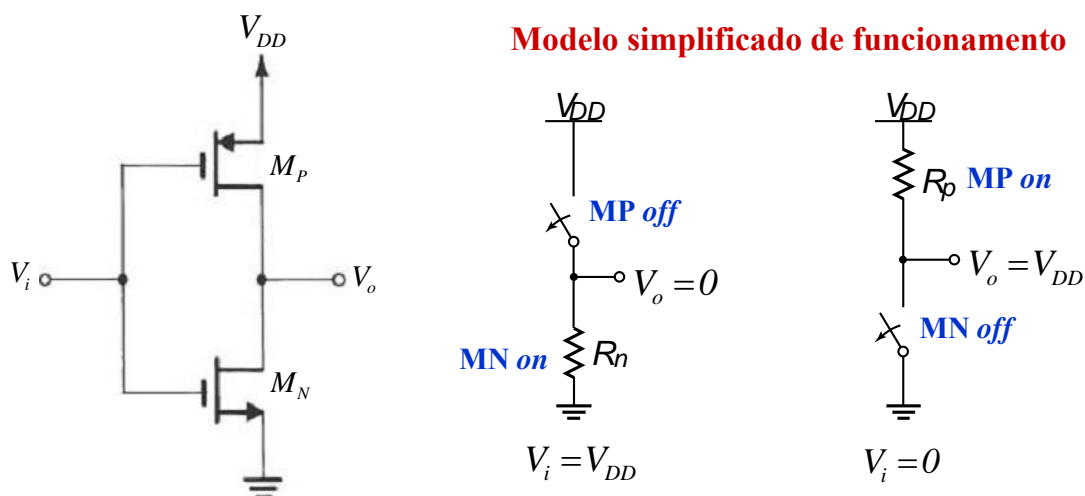 V_DD
M_P
V_i
V_o
M_N
Modelo simplificado de funcionamento
V_DD
MP off
V_o = 0
MN on
R_n
V_i = V_DD
V_DD
R_p MP on
V_o = V_DD
MN off
V_i = 0